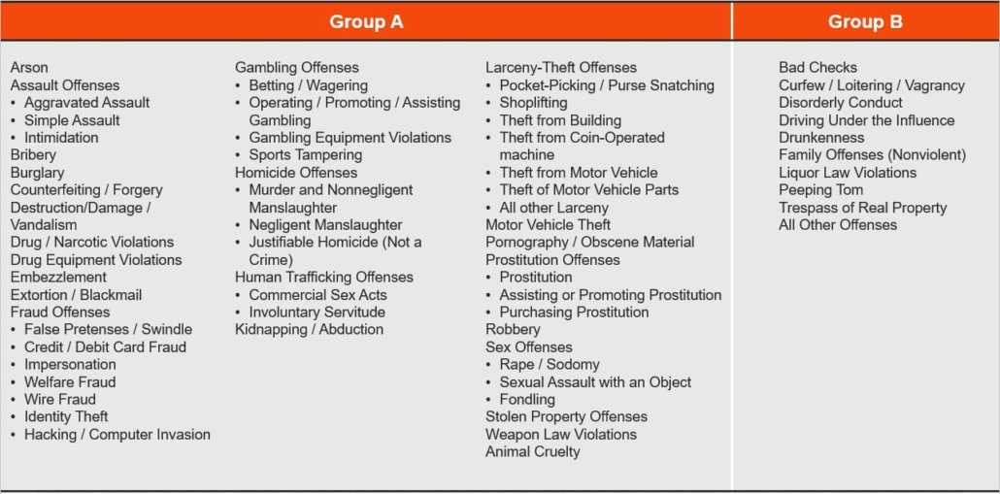 Group A
Group B
Arson
Assault Offenses
• Aggravated Assault
• Simple Assault
• Intimidation
Bribery
Burglary
Counterfeiting / Forgery
Destruction/Damage /
Vandalism
Drug / Narcotic Violations
Drug Equipment Violations
Embezzlement
Extortion / Blackmail
Fraud Offenses
• False Pretenses / Swindle
• Credit / Debit Card Fraud
• Impersonation
• Welfare Fraud
• Wire Fraud
• Identity Theft
• Hacking / Computer Invasion
Gambling Offenses
• Betting / Wagering
• Operating / Promoting / Assisting
Gambling
• Gambling Equipment Violations
• Sports Tampering
Homicide Offenses
• Murder and Nonnegligent
Manslaughter
• Negligent Manslaughter
• Justifiable Homicide (Not a
Crime)
Human Trafficking Offenses
• Commercial Sex Acts
• Involuntary Servitude
Kidnapping / Abduction
Larceny-Theft Offenses
• Pocket-Picking / Purse Snatching
• Shoplifting
• Theft from Building
• Theft from Coin-Operated
machine
• Theft from Motor Vehicle
• Theft of Motor Vehicle Parts
• All other Larceny
Motor Vehicle Theft
Pornography / Obscene Material
Prostitution Offenses
• Prostitution
• Assisting or Promoting Prostitution
• Purchasing Prostitution
Robbery
Sex Offenses
• Rape / Sodomy
• Sexual Assault with an Object
• Fondling
Stolen Property Offenses
Weapon Law Violations
Animal Cruelty
Bad Checks
Curfew / Loitering / Vagrancy
Disorderly Conduct
Driving Under the Influence
Drunkenness
Family Offenses (Nonviolent)
Liquor Law Violations
Peeping Tom
Trespass of Real Property
All Other Offenses